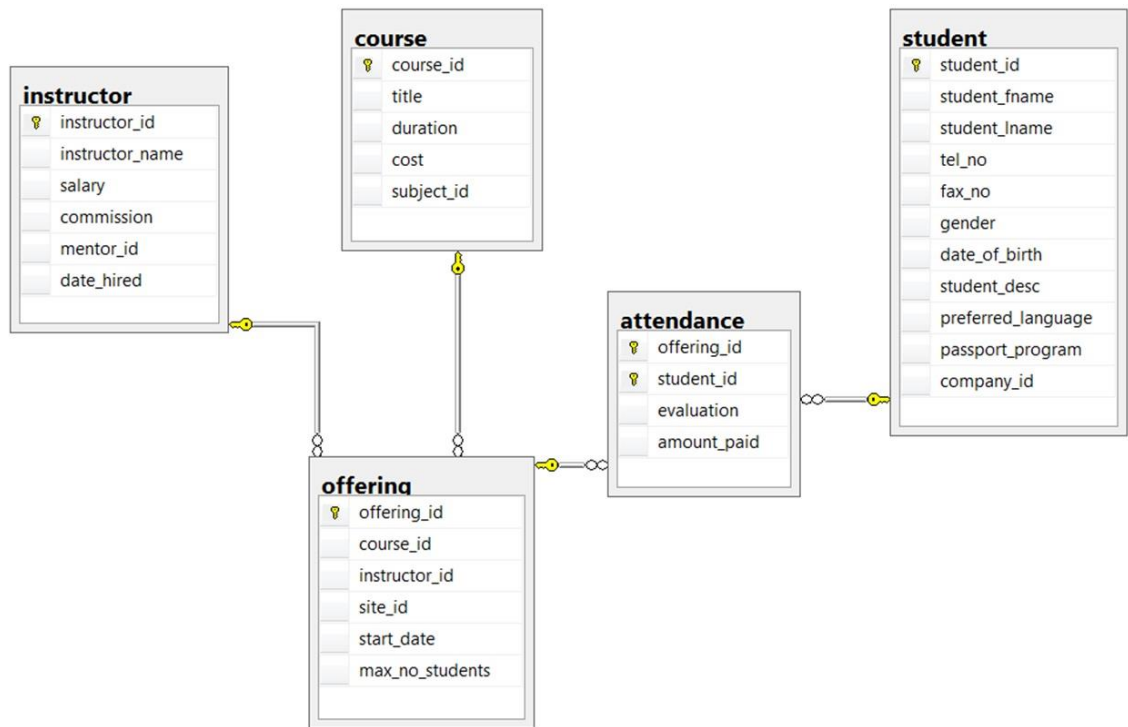 instructor
instructor_id
instructor_name
salary
commission
mentor_id
date_hired
course
course_id
title
duration
cost
subject_id
student
student_id
student_fname
student_lname
tel_no
fax_no
gender
date_of_birth
student_desc
preferred_language
passport_program
company_id
attendance
offering_id
student_id
evaluation
amount_paid
offering
offering_id
course_id
instructor_id
site_id
start_date
max_no_students